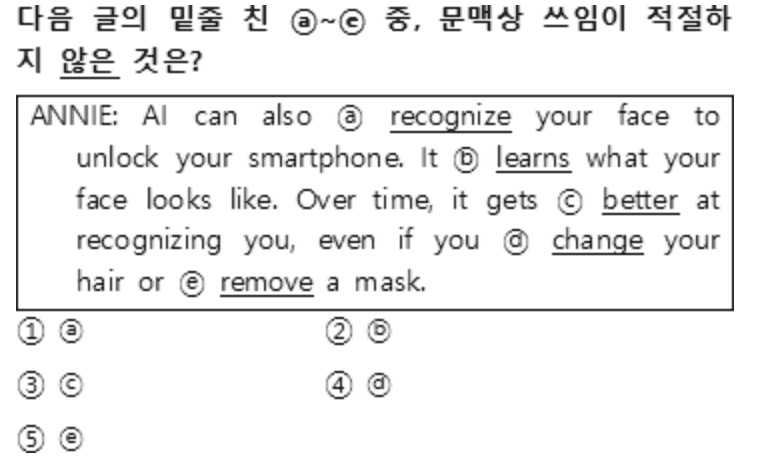 다음 글의 밑줄 친 ⓐ~ⓔ 중, 문맥상 쓰임이 적절하
지 않은 것은?
ANNIE: AI can also ⓐ recognize your face to
unlock your smartphone. It ⓑ learns what your
face looks like. Over time, it gets ⓒ better at
recognizing you, even if you ⓓ change your
hair or ⓔ remove a mask.
① ⓐ ② ⓑ
③ ⓒ ④ ⓓ
⑤ ⓔ